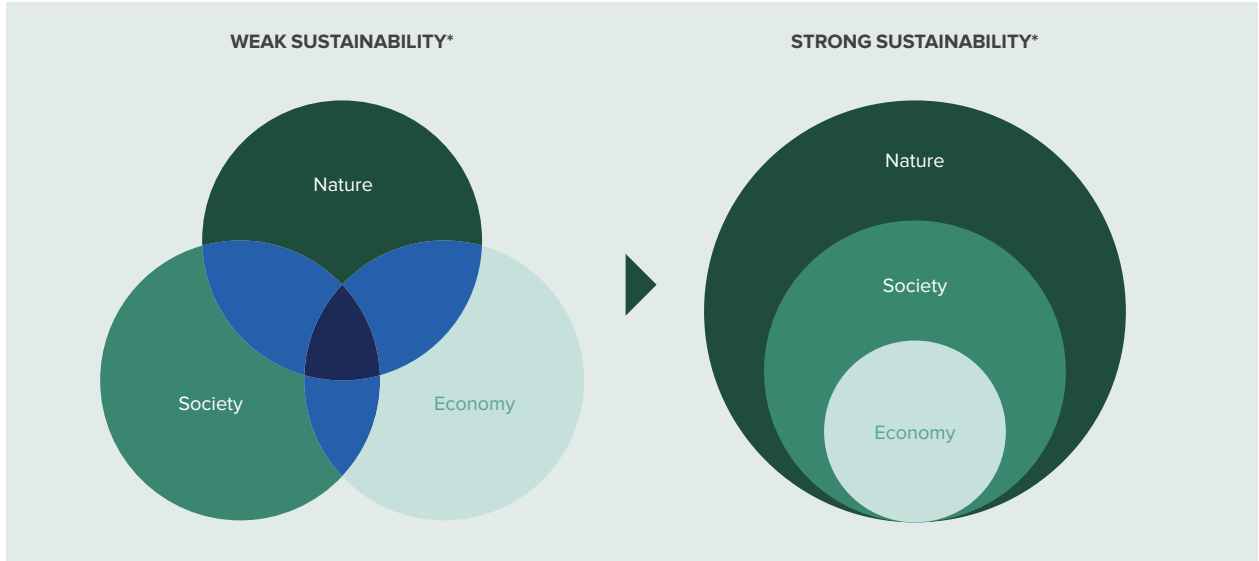 WEAK SUSTAINABILITY*
Nature
Society
Economy
STRONG SUSTAINABILITY*
Nature
Society
Economy